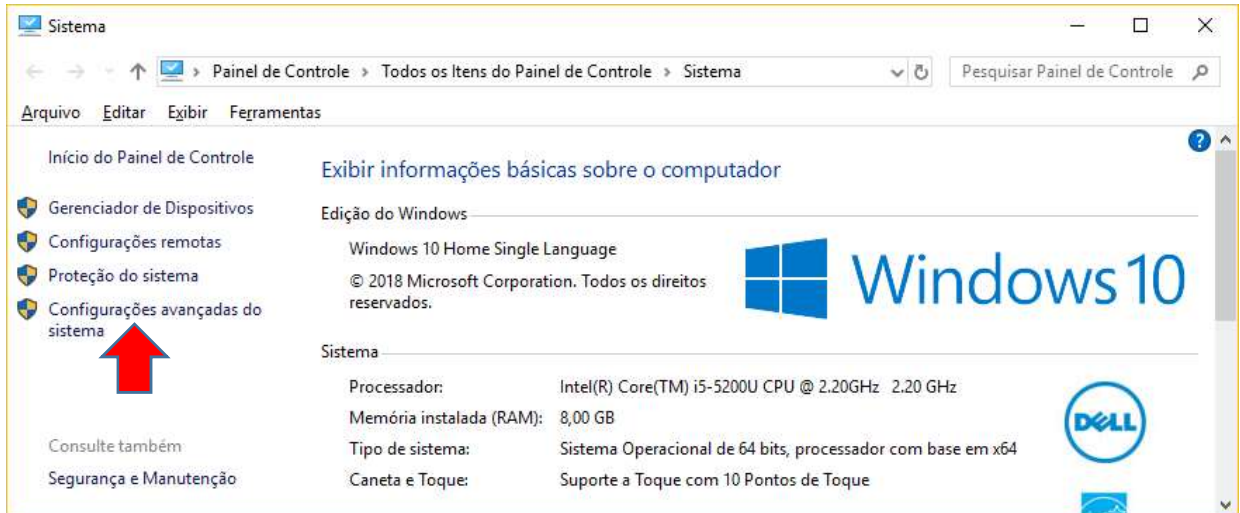 Sistema
Painel de Controle > Todos os Itens do Painel de Controle > Sistema
Pesquisar Painel de Controle
Arquivo Editar Exibir Ferramentas
Início do Painel de Controle
Gerenciador de Dispositivos
Configurações remotas
Proteção do sistema
Configurações avançadas do
sistema
Consulte também
Segurança e Manutenção
?
Exibir informações básicas sobre o computador
Edição do Windows
Windows 10 Home Single Language
© 2018 Microsoft Corporation. Todos os direitos
reservados.
Windows 10
Sistema
Processador: Intel(R) Core(TM) i5-5200U CPU @ 2.20GHz 2.20 GHz
Memória instalada (RAM): 8,00 GB
Tipo de sistema: Sistema Operacional de 64 bits, processador com base em x64
Caneta e Toque: Suporte a Toque com 10 Pontos de Toque
DELL